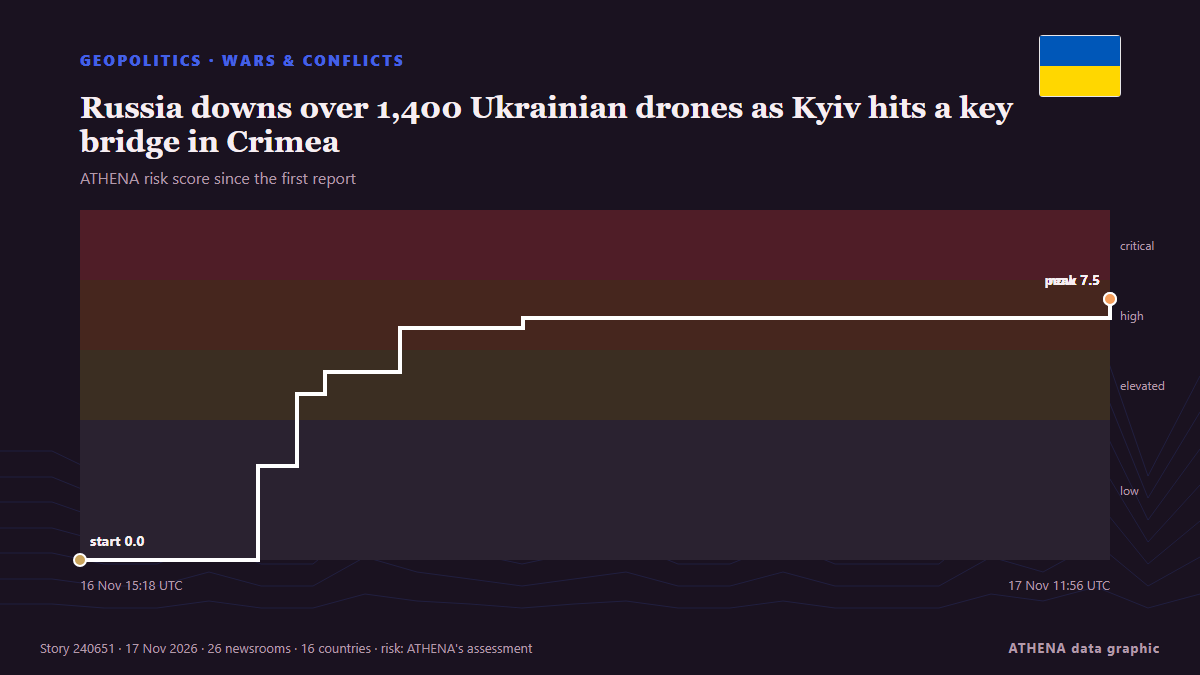 GEOPOLITICS · WARS & CONFLICTS
Russia downs over 1,400 Ukrainian drones as Kyiv hits a key
bridge in Crimea
ATHENA risk score since the first report
critical
peak 7.5
high
elevated
low
start 0.0
16 Nov 15:18 UTC
17 Nov 11:56 UTC
Story 240651 · 17 Nov 2026 · 26 newsrooms · 16 countries · risk: ATHENA's assessment
ATHENA data graphic